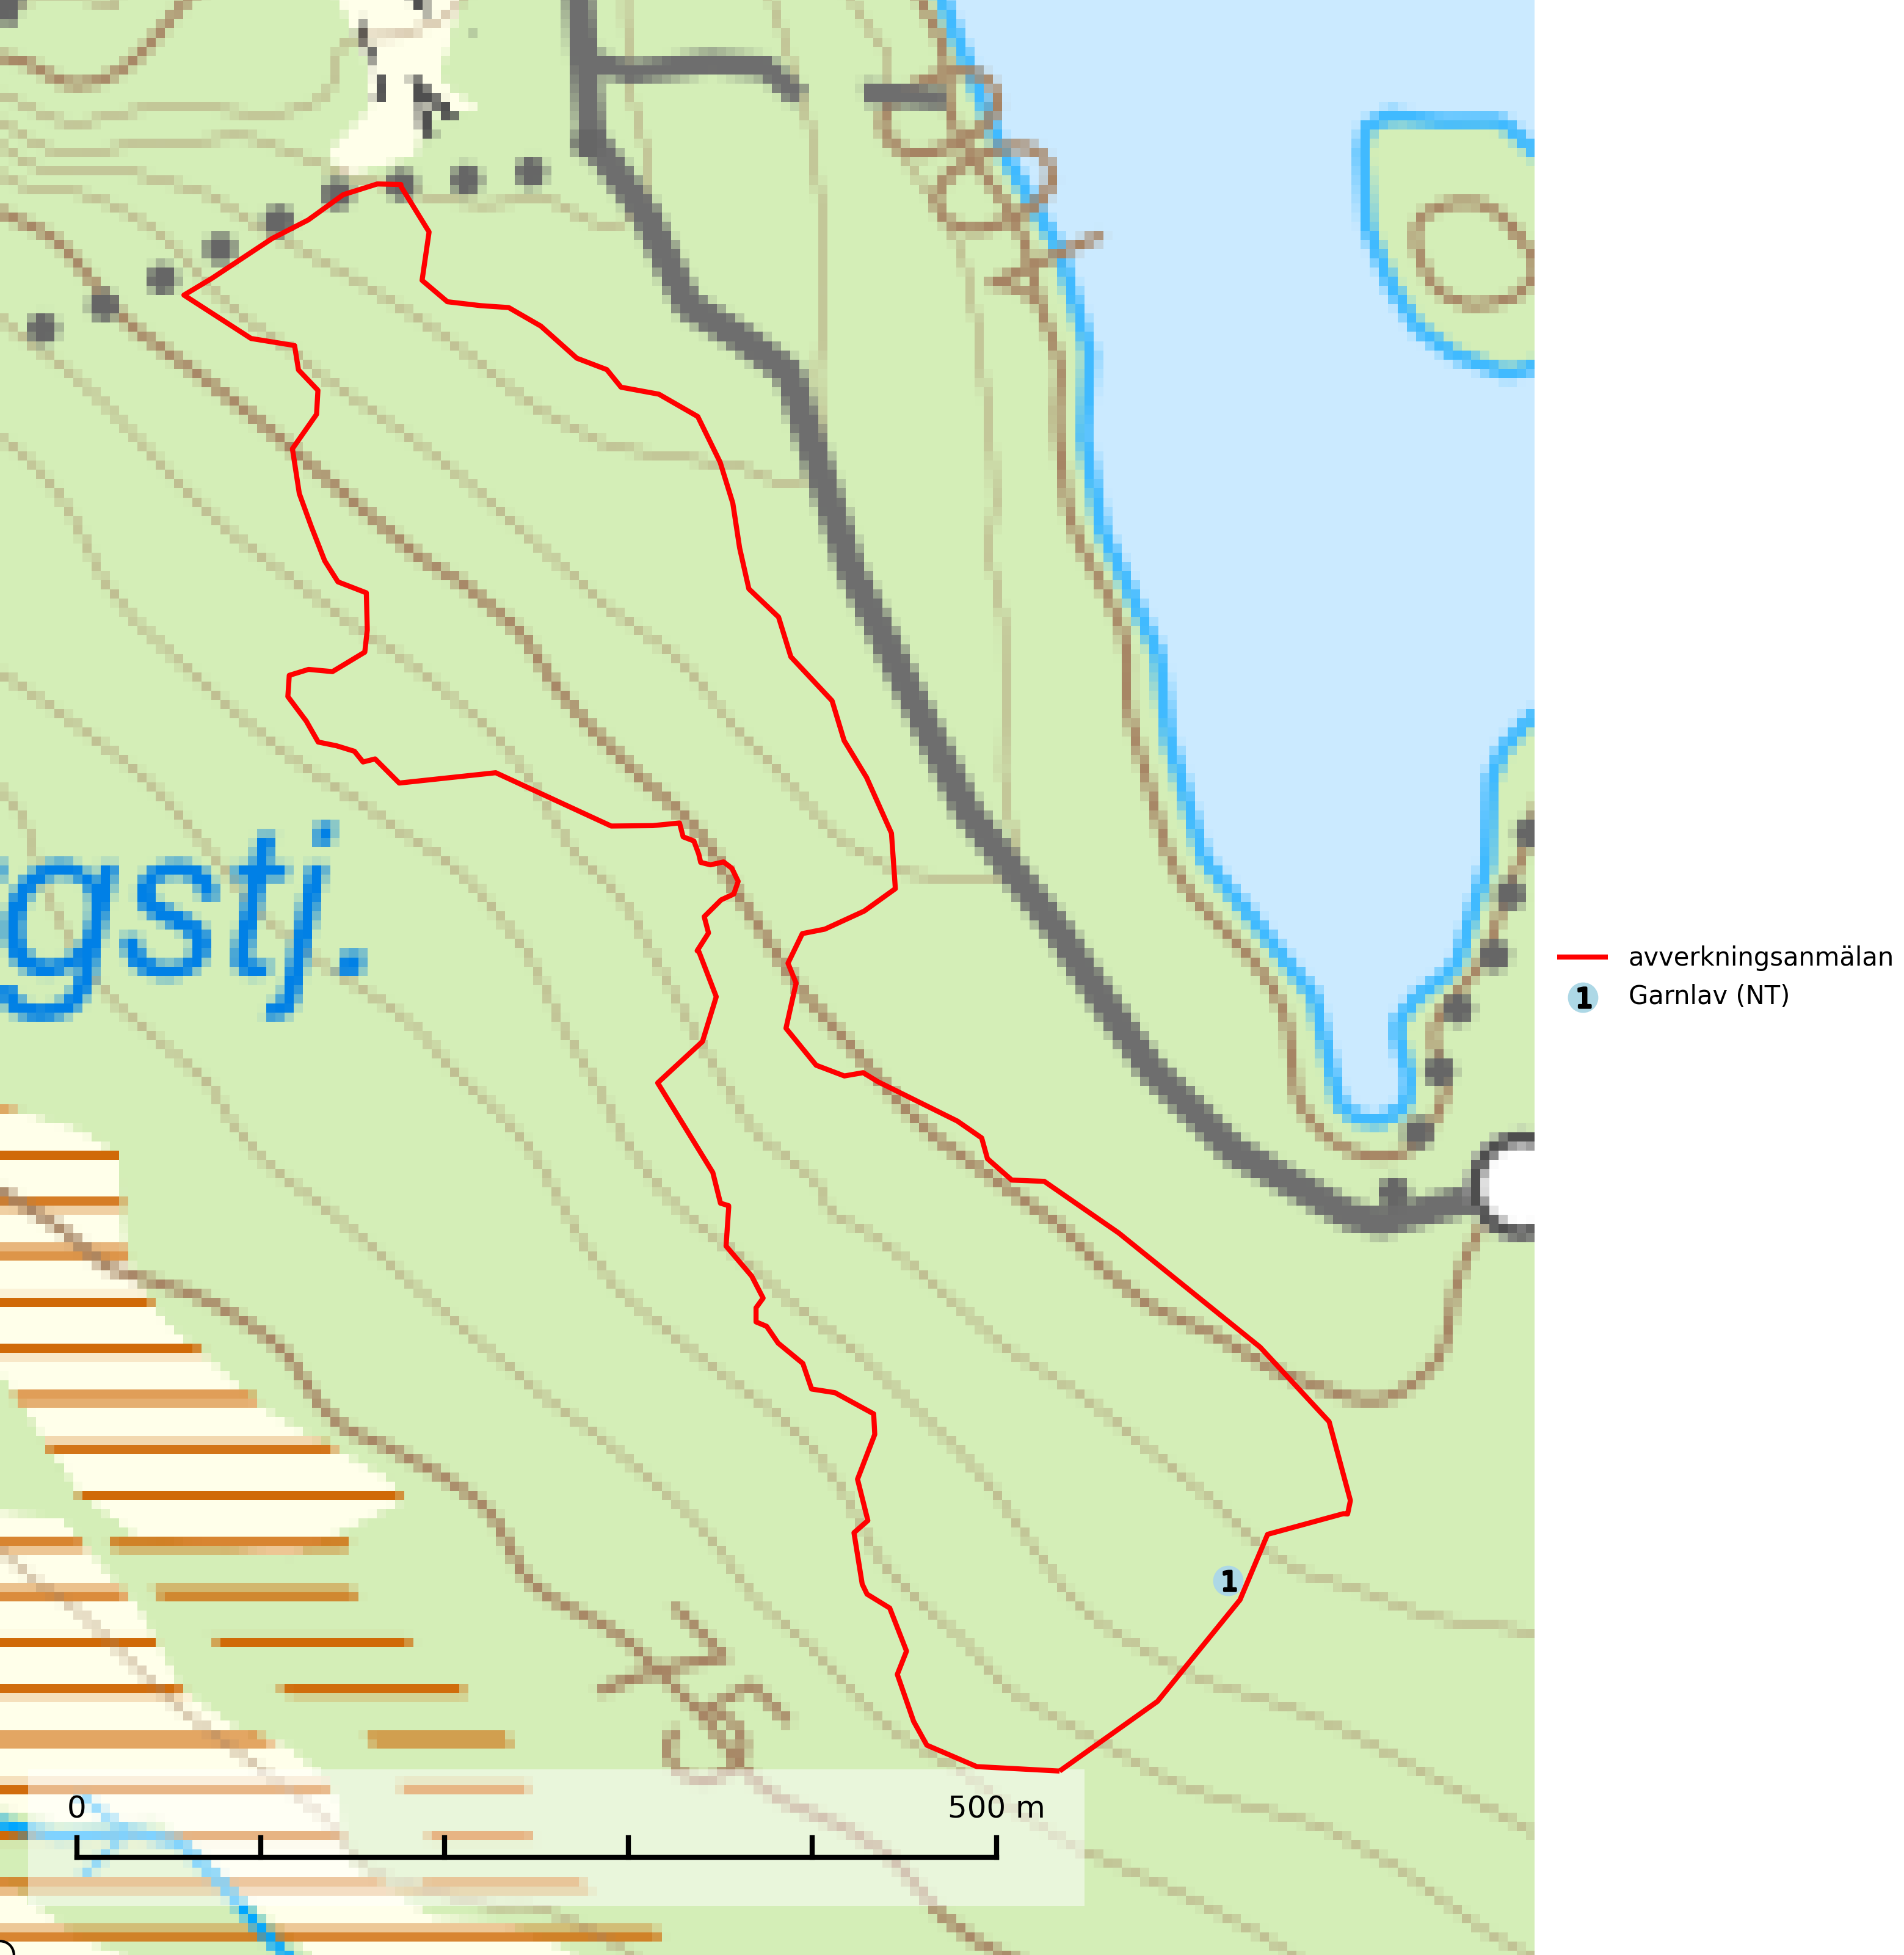 gstj.
1
0
500 m
avverkningsanmälan
1 Garnlav (NT)